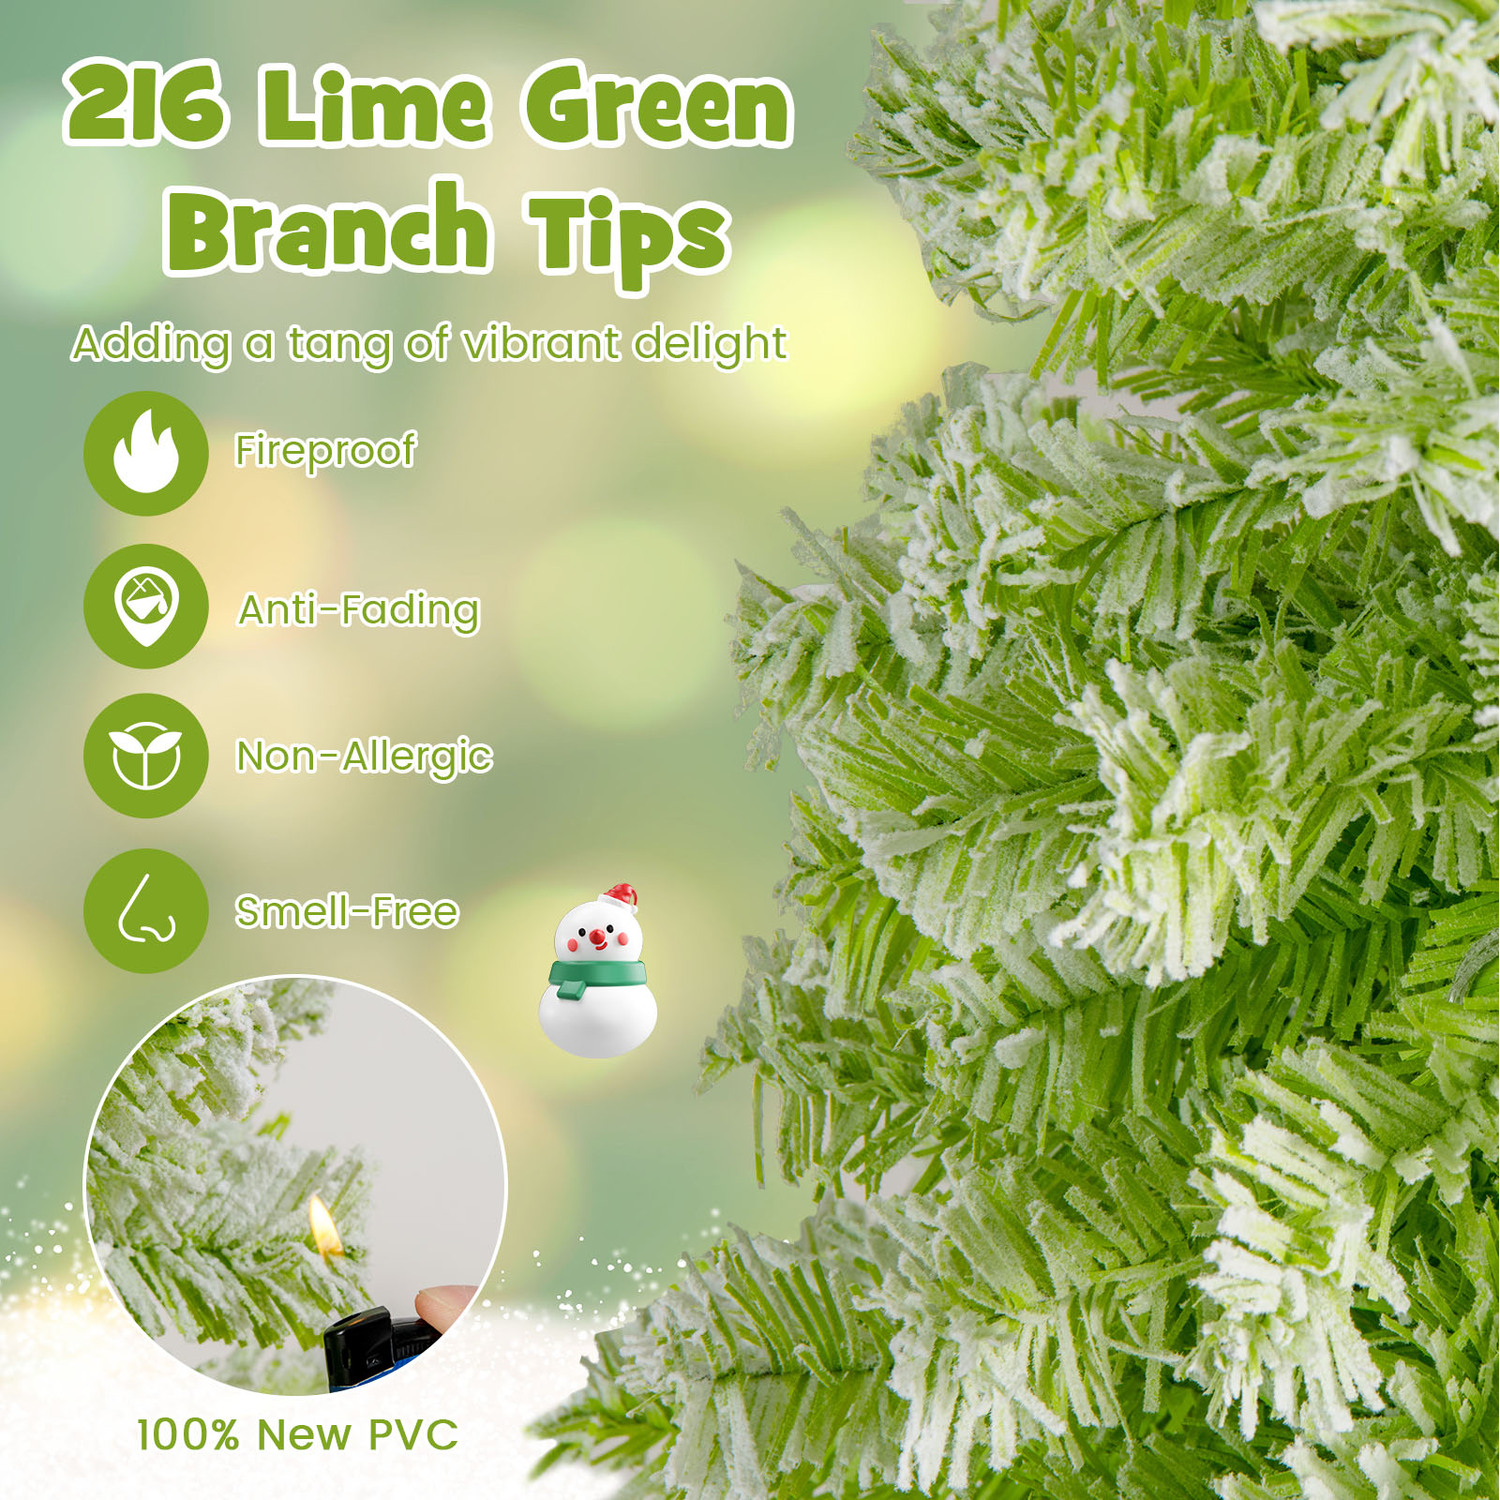 216 Lime Green
Branch Tips
Adding a tang of vibrant delight
Fireproof
Anti-Fading
Non-Allergic
Smell-Free
100% New PVC